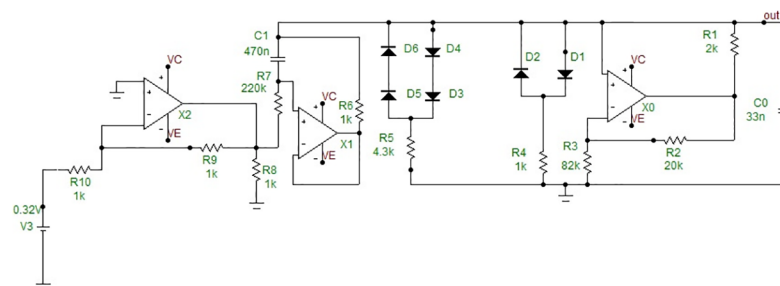 out
C1
470n
R1
2k
D6
D4
D2
D1
VC
R7
220k
VC
VC
X2
R6
1k
D5
D3
X0
C0
33n
VE
X1
VE
VE
R5
4.3k
R9
1k
R8
1k
R4
1k
R3
82k
R2
20k
R10
1k
0.32V
V3